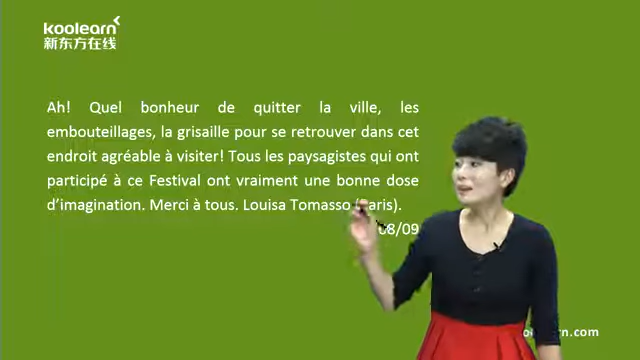 koolearn
新东方在线
Ah! Quel bonheur de quitter la ville, les
embouteillages, la grisaille pour se retrouver dans cet
endroit agréable à visiter! Tous les paysagistes qui ont
participé à ce Festival ont vraiment une bonne dose
d’imagination. Merci à tous. Louisa Tomasso
08/09